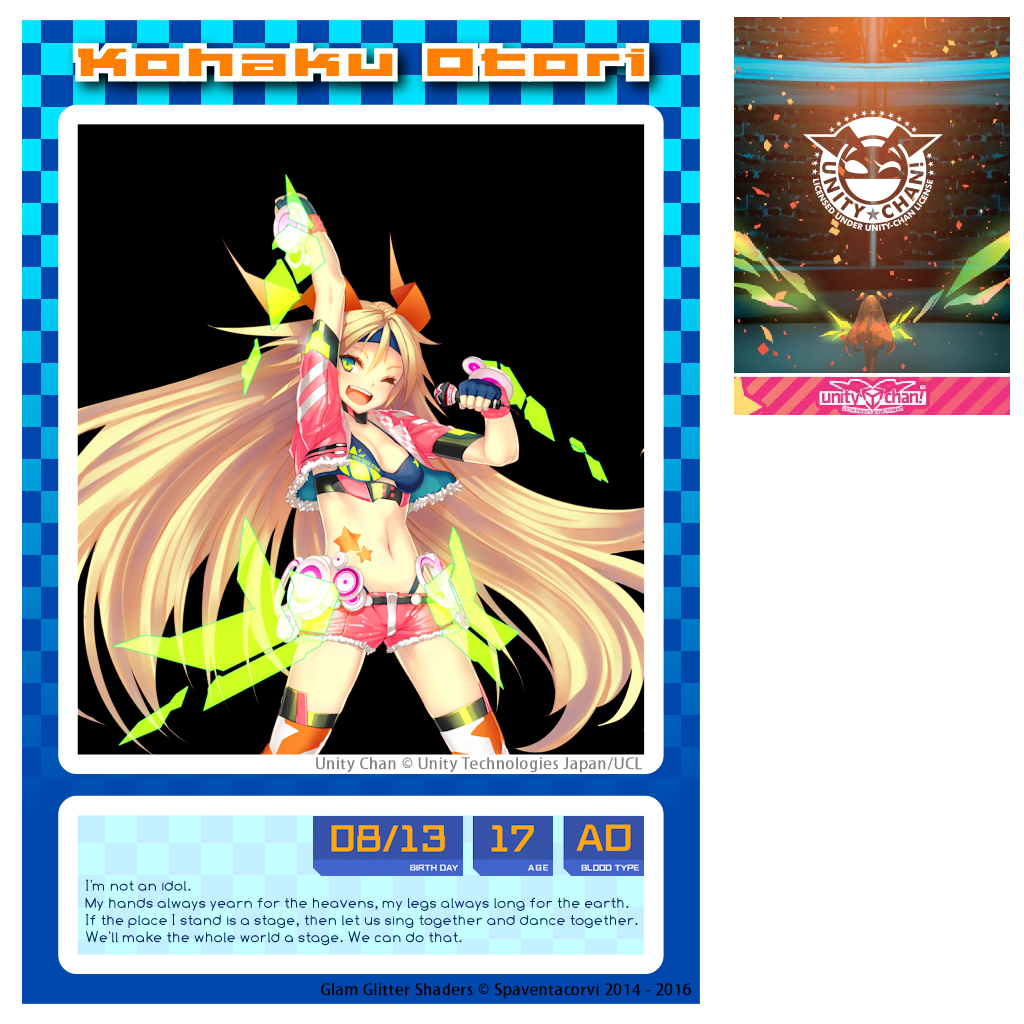 Kohaku Otori
Unity Chan © Unity Technologies Japan/UCL
08/13
BIRTH DAY
17
AGE
AO
BLOOD TYPE
I'm not an idol.
My hands always yearn for the heavens, my legs always long for the earth.
If the place I stand is a stage, then let us sing together and dance together.
We'll make the whole world a stage. We can do that.
Glam Glitter Shaders © Spaventacorvi 2014 - 2016
UNITY★CHAN!
LICENSED UNDER UNITY-CHAN LICENSE
unity chan!